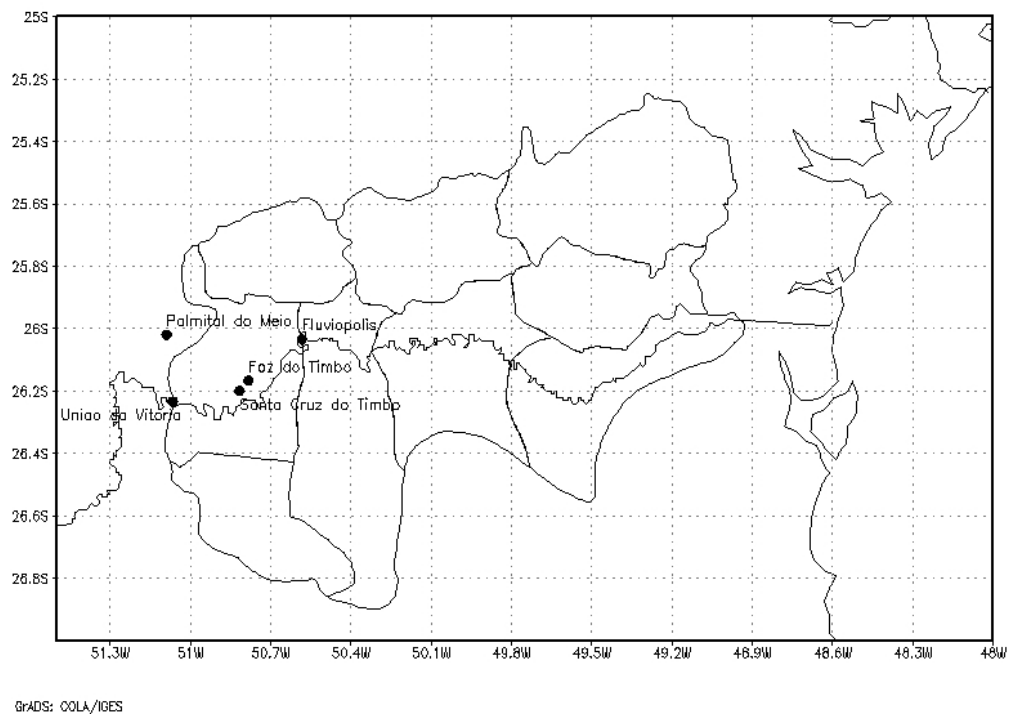 25S
25.2S
25.4S
25.6S
25.8S
Palmital do Meio
Fluviopolis
26S
Foz do Timbo
26.2S
Santa Cruz do Timbo
Uniao da Vitoria
26.4S
26.6S
26.8S
51.3W 51W 50.7W 50.4W 50.1W 49.8W 49.5W 49.2W 48.9W 48.6W 48.3W 48W
GrADS: COLA/IGES